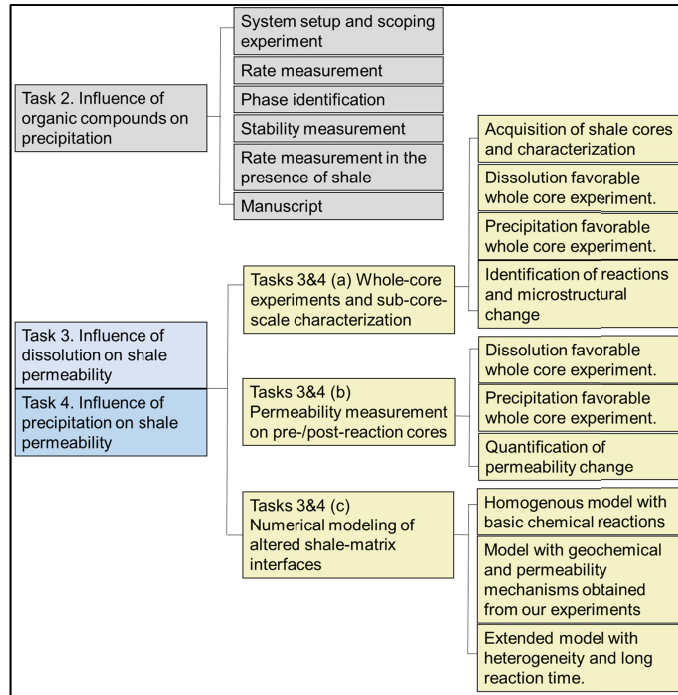 Task 2. Influence of
organic compounds on
precipitation
System setup and scoping
experiment
Rate measurement
Phase identification
Stability measurement
Rate measurement in the
presence of shale
Manuscript
Task 3. Influence of
dissolution on shale
permeability
Task 4. Influence of
precipitation on shale
permeability
Tasks 3&4 (a) Whole-core
experiments and sub-core-
scale characterization
Acquisition of shale cores
and characterization
Dissolution favorable
whole core experiment.
Precipitation favorable
whole core experiment.
Identification of reactions
and microstructural
change
Tasks 3&4 (b)
Permeability measurement
on pre-/post-reaction cores
Dissolution favorable
whole core experiment.
Precipitation favorable
whole core experiment.
Quantification of
permeability change
Tasks 3&4 (c)
Numerical modeling of
altered shale-matrix
interfaces
Homogenous model with
basic chemical reactions
Model with geochemical
and permeability
mechanisms obtained
from our experiments
Extended model with
heterogeneity and long
reaction time.